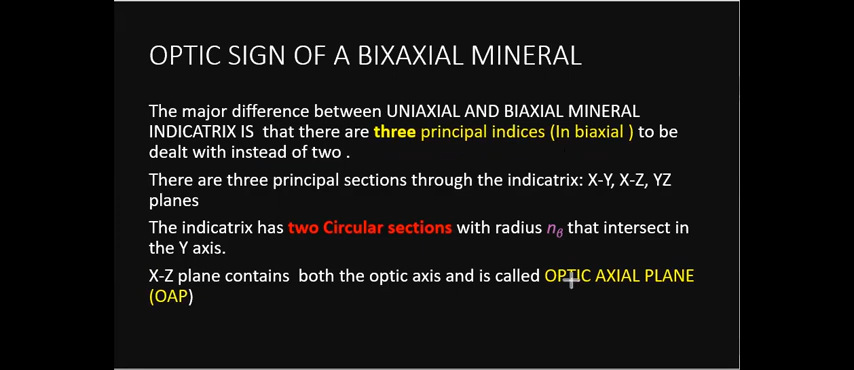 OPTIC SIGN OF A BIXAXIAL MINERAL
The major difference between UNIAXIAL AND BIAXIAL MINERAL
INDICATRIX IS that there are three principal indices (In biaxial ) to be
dealt with instead of two .
There are three principal sections through the indicatrix: X-Y, X-Z, YZ
planes
The indicatrix has two Circular sections with radius nβ that intersect in
the Y axis.
X-Z plane contains both the optic axis and is called OPTIC AXIAL PLANE
(OAP)